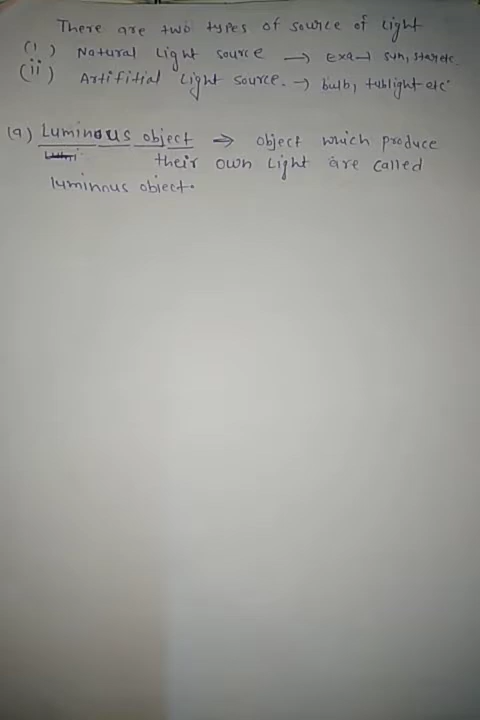 There are two types of source of light
(i) Natural light source → exa→ sun, star etc.
(ii) Artifitial light source. → bulb, tublight etc
(a) Luminous object ⇒ object which produce
their own light are called
luminous object.